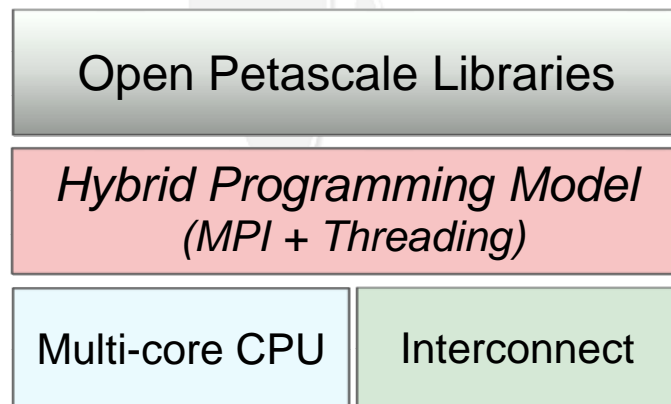 Open Petascale Libraries
Hybrid Programming Model
(MPI + Threading)
Multi-core CPU
Interconnect